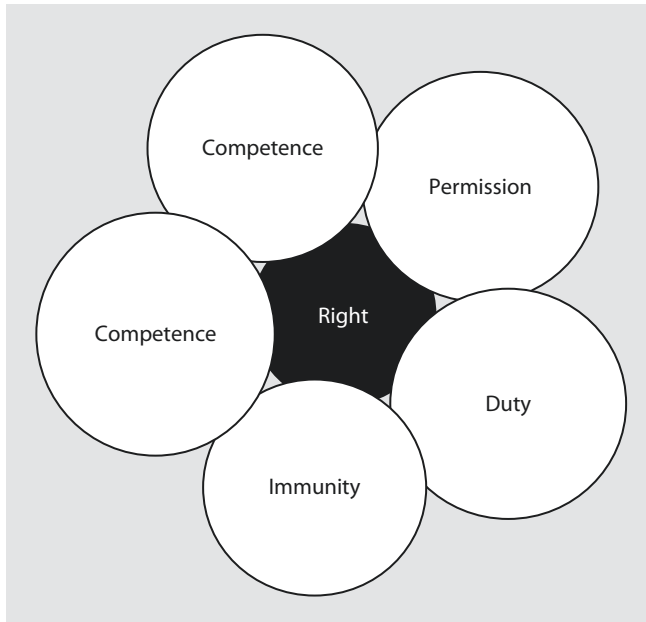 Competence
Permission
Competence
Right
Duty
Immunity